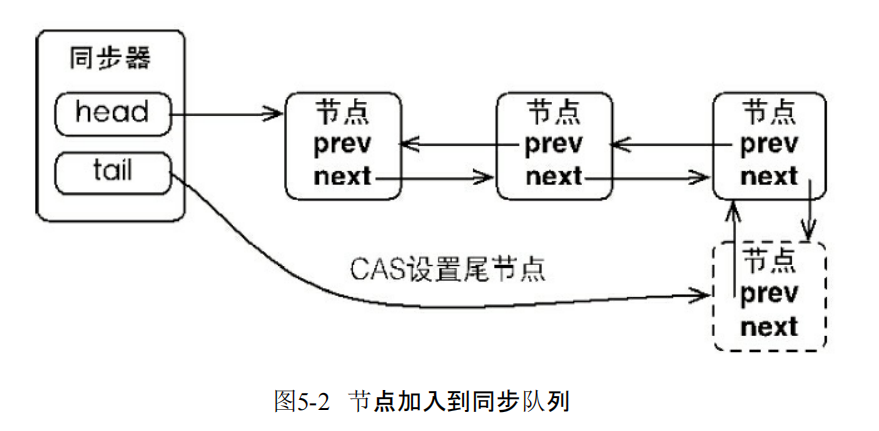 同步器
head
tail
节点
prev
next
节点
prev
next
节点
prev
next
CAS设置尾节点
节点
prev
next
图5-2 节点加入到同步队列